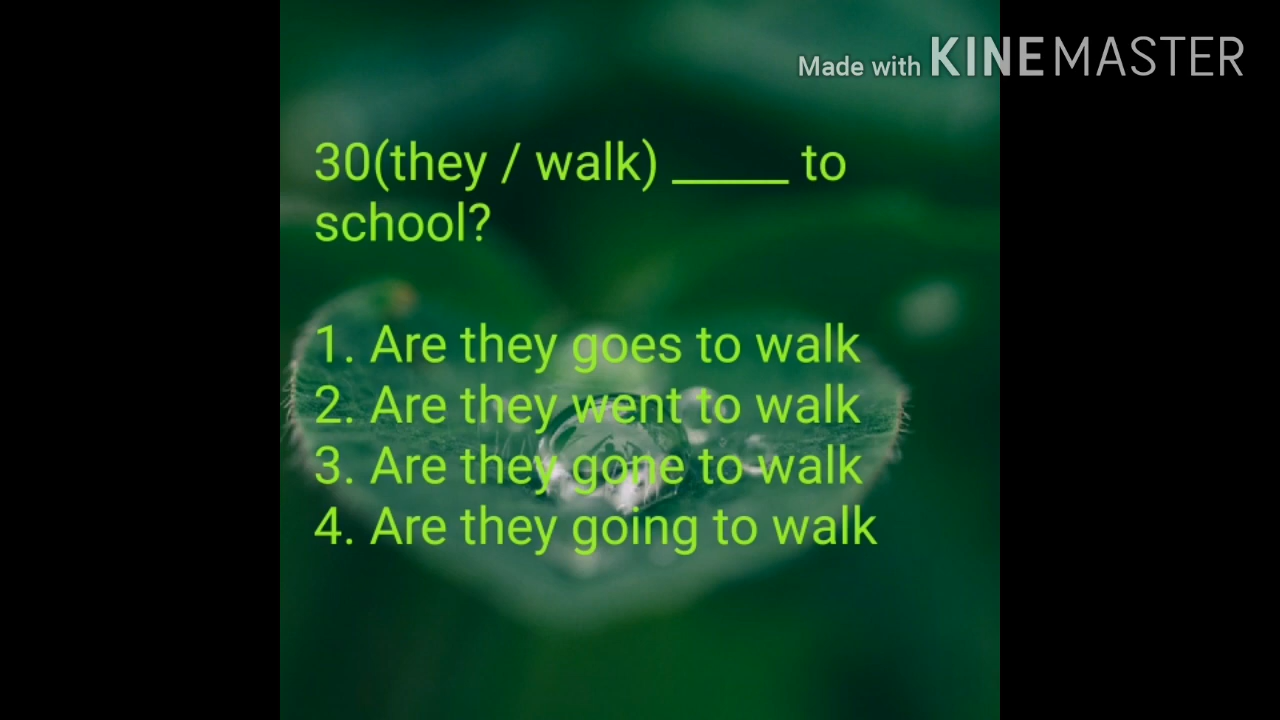 Made with KINEMASTER
30(they / walk) _____ to
school?
1. Are they goes to walk
2. Are they went to walk
3. Are they gone to walk
4. Are they going to walk